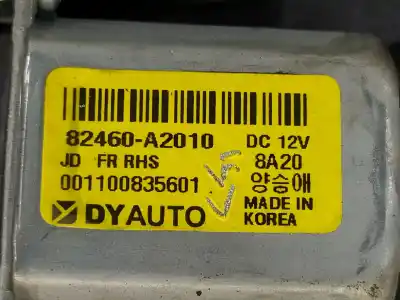 82460-A2010 DC 12V
JD FR RHS 8A20
001100835601 양승애
DYAUTO MADE IN
KOREA